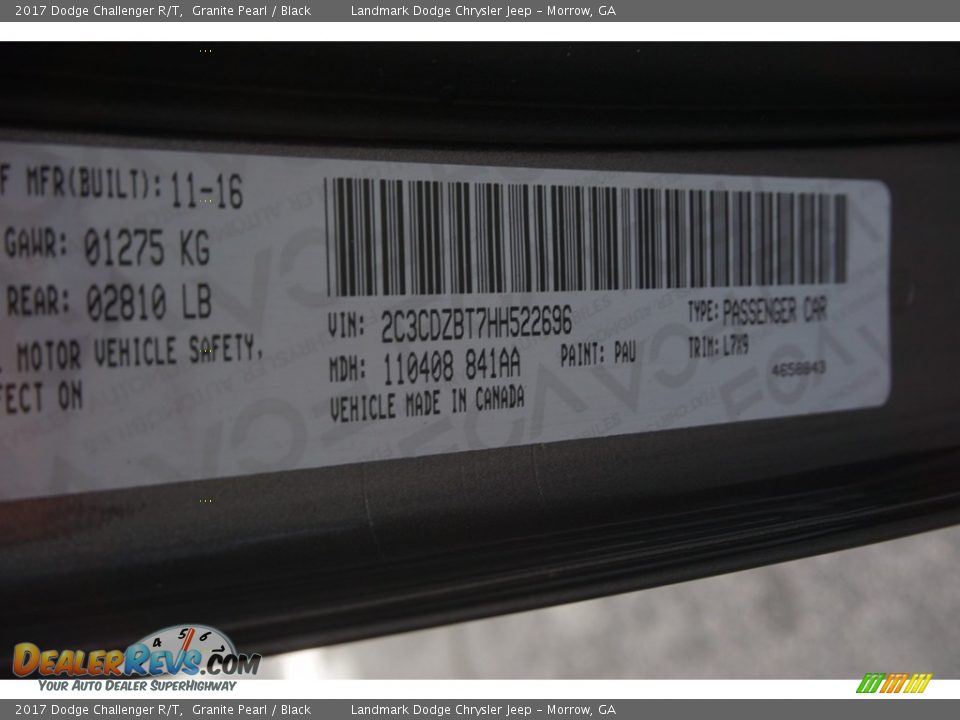 2017 Dodge Challenger R/T, Granite Pearl / Black Landmark Dodge Chrysler Jeep - Morrow, GA
F MFR(BUILT): 11-16
GAWR: 01275 KG
REAR: 02810 LB
MOTOR VEHICLE SAFETY,
FECT ON
VIN: 2C3CDZBT7HH522696
TYPE: PASSENGER CAR
MDH: 110408 841AA
PAINT: PAU
TRIM: L7X9
VEHICLE MADE IN CANADA
4658843
4 5 6
DealerRevs.com
Your Auto Dealer SuperHighway
2017 Dodge Challenger R/T, Granite Pearl / Black Landmark Dodge Chrysler Jeep - Morrow, GA